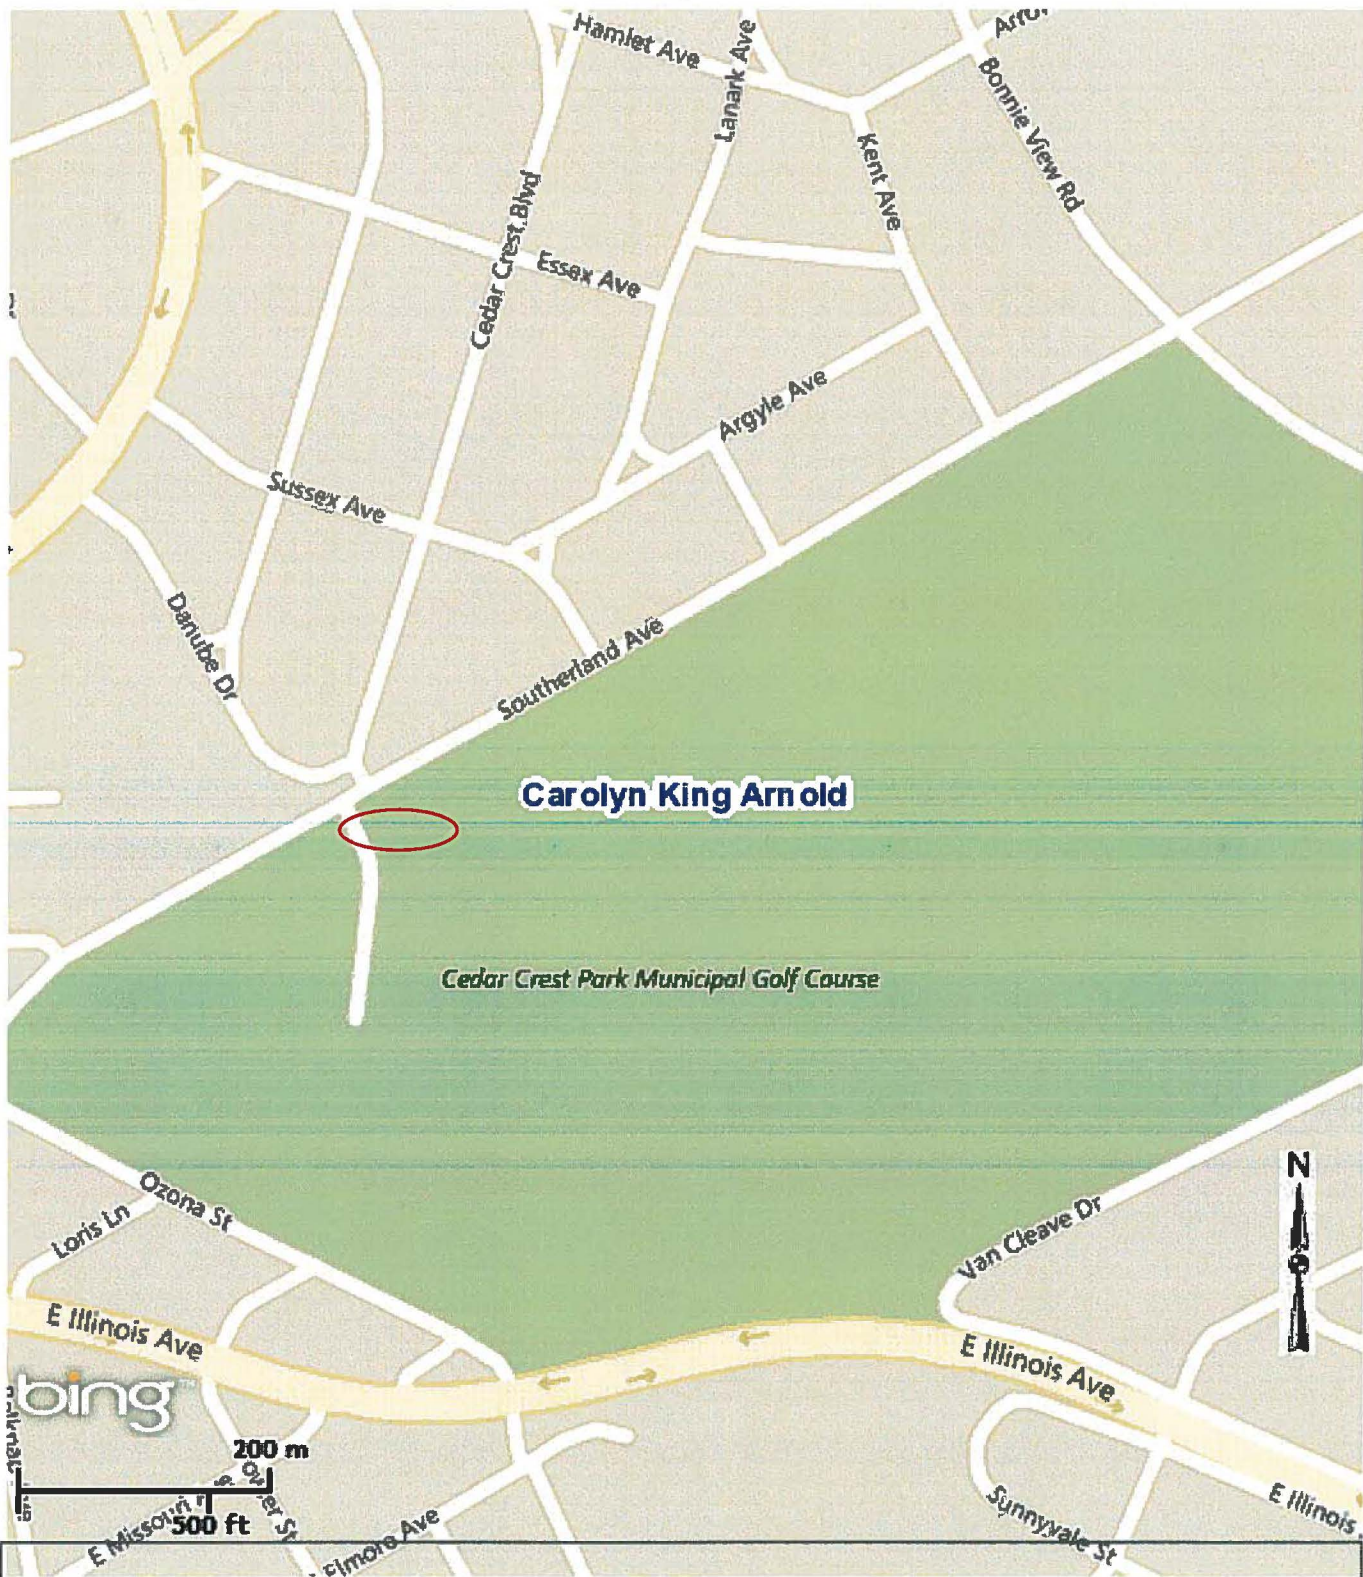 Hamlet Ave
Lanark Ave
Bonnie View Rd
Kent Ave
Cedar Crest Blvd
Essex Ave
Argyle Ave
Sussex Ave
Danube Dr
Southerland Ave
Carolyn King Arnold
Cedar Crest Park Municipal Golf Course
N
Ozona St
Loris Ln
Van Cleave Dr
E Illinois Ave
E Illinois Ave
bing
200 m
500 ft
E Missouri
Elmore Ave
Sunnyvale St
E Illinois